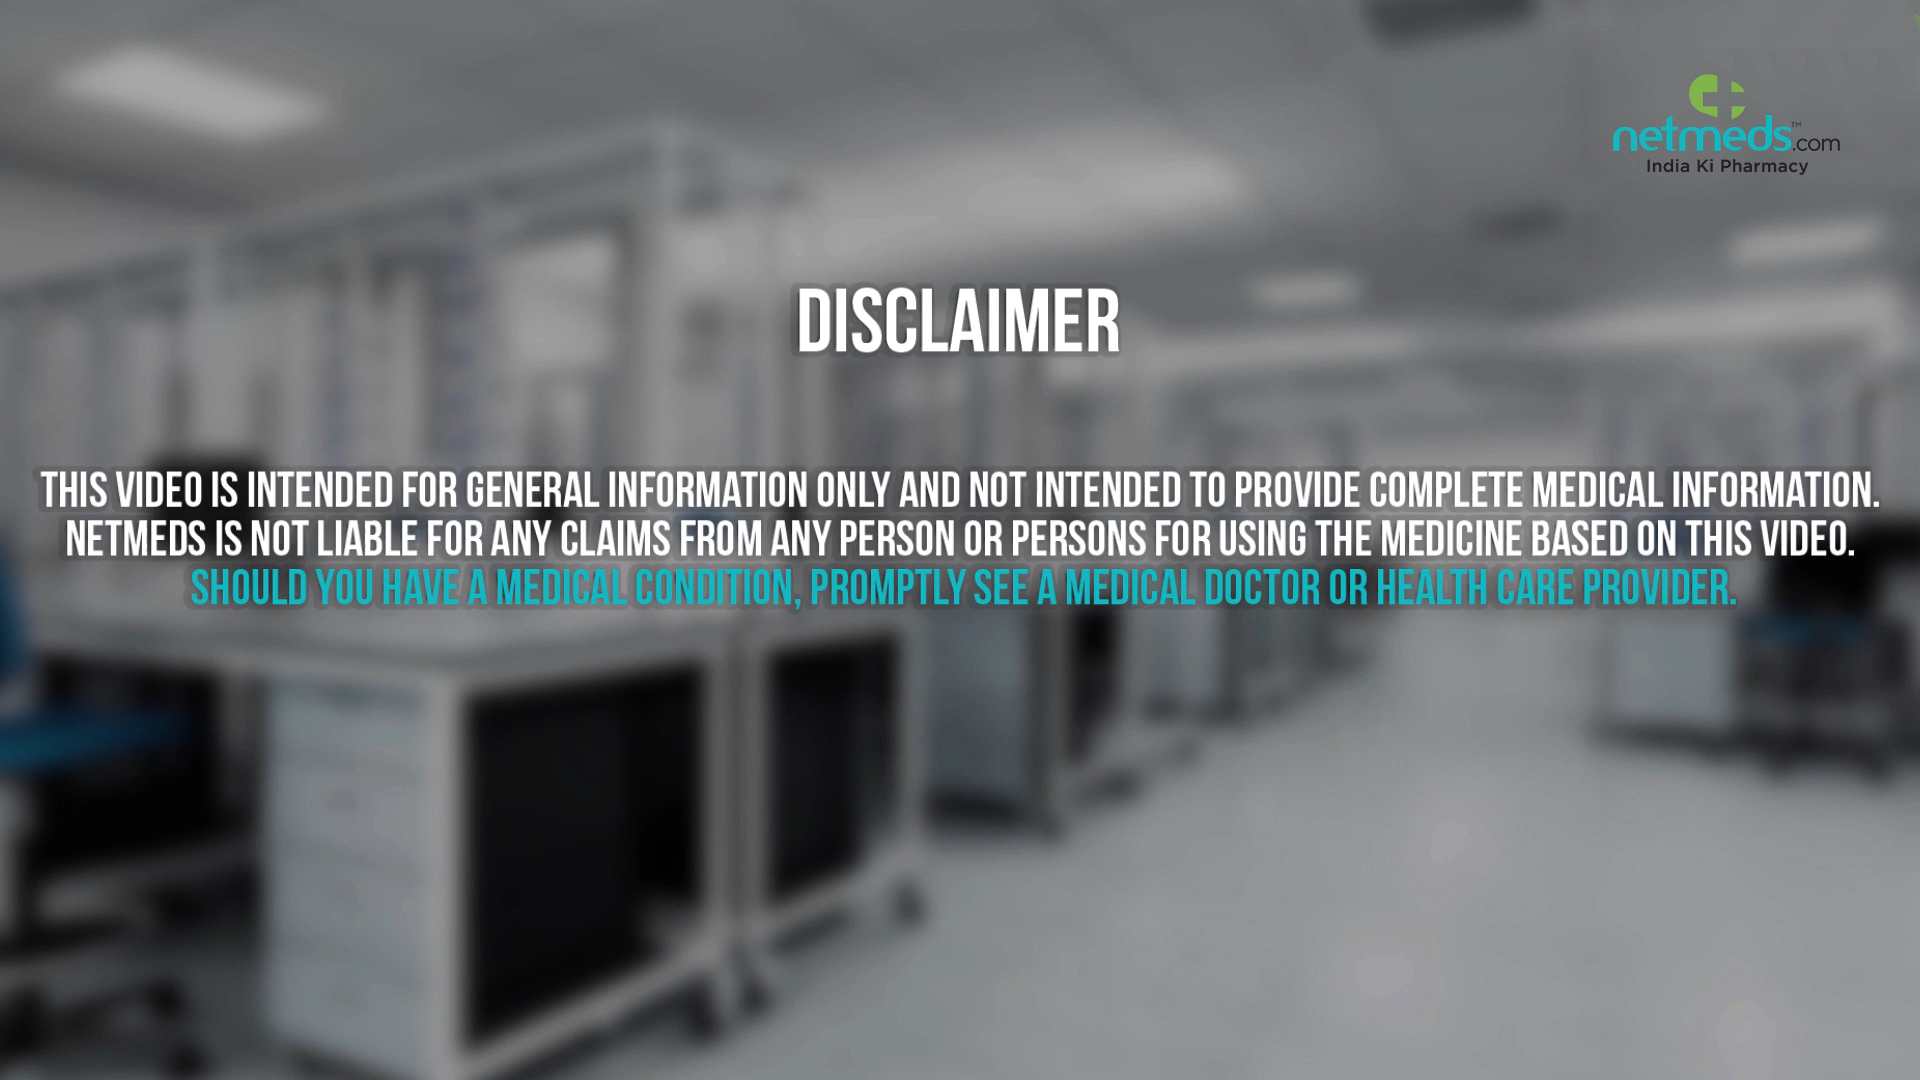 netmeds™.com
India Ki Pharmacy
DISCLAIMER
THIS VIDEO IS INTENDED FOR GENERAL INFORMATION ONLY AND NOT INTENDED TO PROVIDE COMPLETE MEDICAL INFORMATION.
NETMEDS IS NOT LIABLE FOR ANY CLAIMS FROM ANY PERSON OR PERSONS FOR USING THE MEDICINE BASED ON THIS VIDEO.
SHOULD YOU HAVE A MEDICAL CONDITION, PROMPTLY SEE A MEDICAL DOCTOR OR HEALTH CARE PROVIDER.